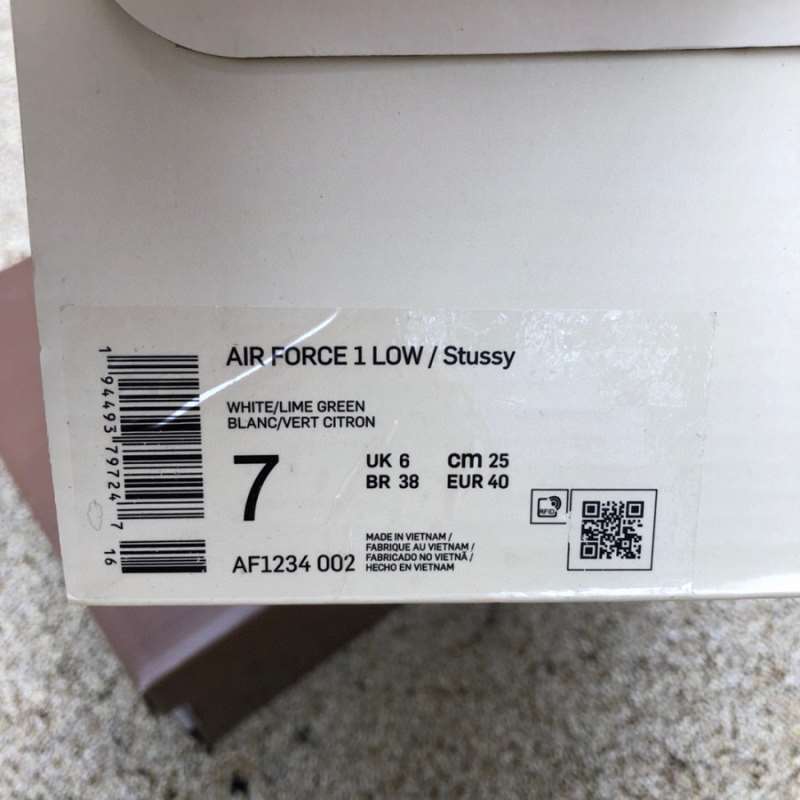 AIR FORCE 1 LOW / Stussy
WHITE/LIME GREEN
BLANC/VERT CITRON
7
UK 6 cm 25
BR 38 EUR 40
AF1234 002
MADE IN VIETNAM /
FABRIQUE AU VIETNAM /
FABRICADO NO VIETNÃ /
HECHO EN VIETNAM
RFID
1 94493 79724 7
16